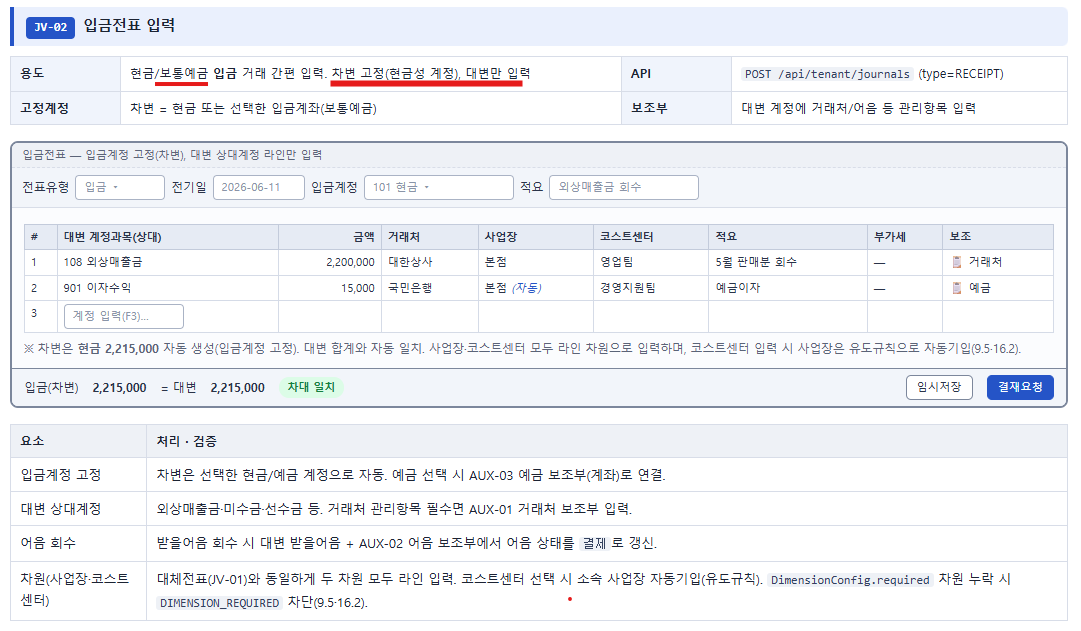 JV-02 입금전표 입력
용도 현금/보통예금 입금 거래 간편 입력. 차변 고정(현금성 계정), 대변만 입력 API POST /api/tenant/journals (type=RECEIPT)
고정계정 차변 = 현금 또는 선택한 입금계좌(보통예금) 보조부 대변 계정에 거래처/어음 등 관리항목 입력
입금전표 — 입금계정 고정(차변), 대변 상대계정 라인만 입력
전표유형 입금 전기일 2026-06-11 입금계정 101 현금 적요 외상매출금 회수
# 대변 계정과목(상대) 금액 거래처 사업장 코스트센터 적요 부가세 보조
1 108 외상매출금 2,200,000 대한상사 본점 영업팀 5월 판매분 회수 — 거래처
2 901 이자수익 15,000 국민은행 본점 (자동) 경영지원팀 예금이자 — 예금
3 계정 입력(F3)...
※ 차변은 현금 2,215,000 자동 생성(입금계정 고정). 대변 합계와 자동 일치. 사업장·코스트센터 모두 라인 차원으로 입력하며, 코스트센터 입력 시 사업장은 유도규칙으로 자동기입(9.5·16.2).
입금(차변) 2,215,000 = 대변 2,215,000 차대 일치 임시저장 결재요청
요소 처리 · 검증
입금계정 고정 차변은 선택한 현금/예금 계정으로 자동. 예금 선택 시 AUX-03 예금 보조부(계좌)로 연결.
대변 상대계정 외상매출금·미수금·선수금 등. 거래처 관리항목 필수면 AUX-01 거래처 보조부 입력.
어음 회수 받을어음 회수 시 대변 받을어음 + AUX-02 어음 보조부에서 어음 상태를 결제 로 갱신.
차원(사업장·코스트센터) 대체전표(JV-01)와 동일하게 두 차원 모두 라인 입력. 코스트센터 선택 시 소속 사업장 자동기입(유도규칙). DimensionConfig.required 차원 누락 시
DIMENSION_REQUIRED 차단(9.5·16.2).